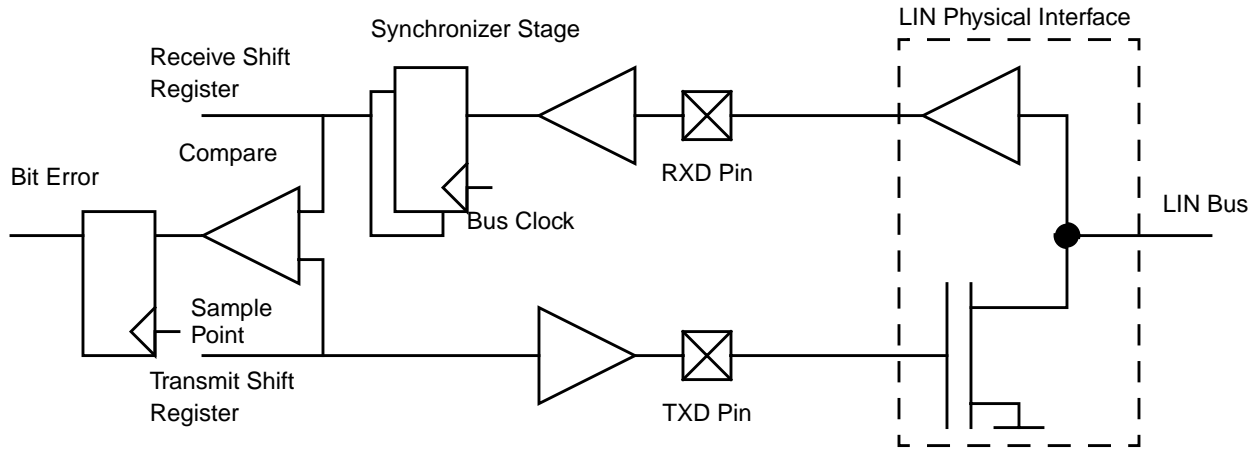 LIN Physical Interface
Synchronizer Stage
Receive Shift
Register
Compare
RXD Pin
Bit Error
Bus Clock
LIN Bus
Sample
Point
Transmit Shift
Register
TXD Pin